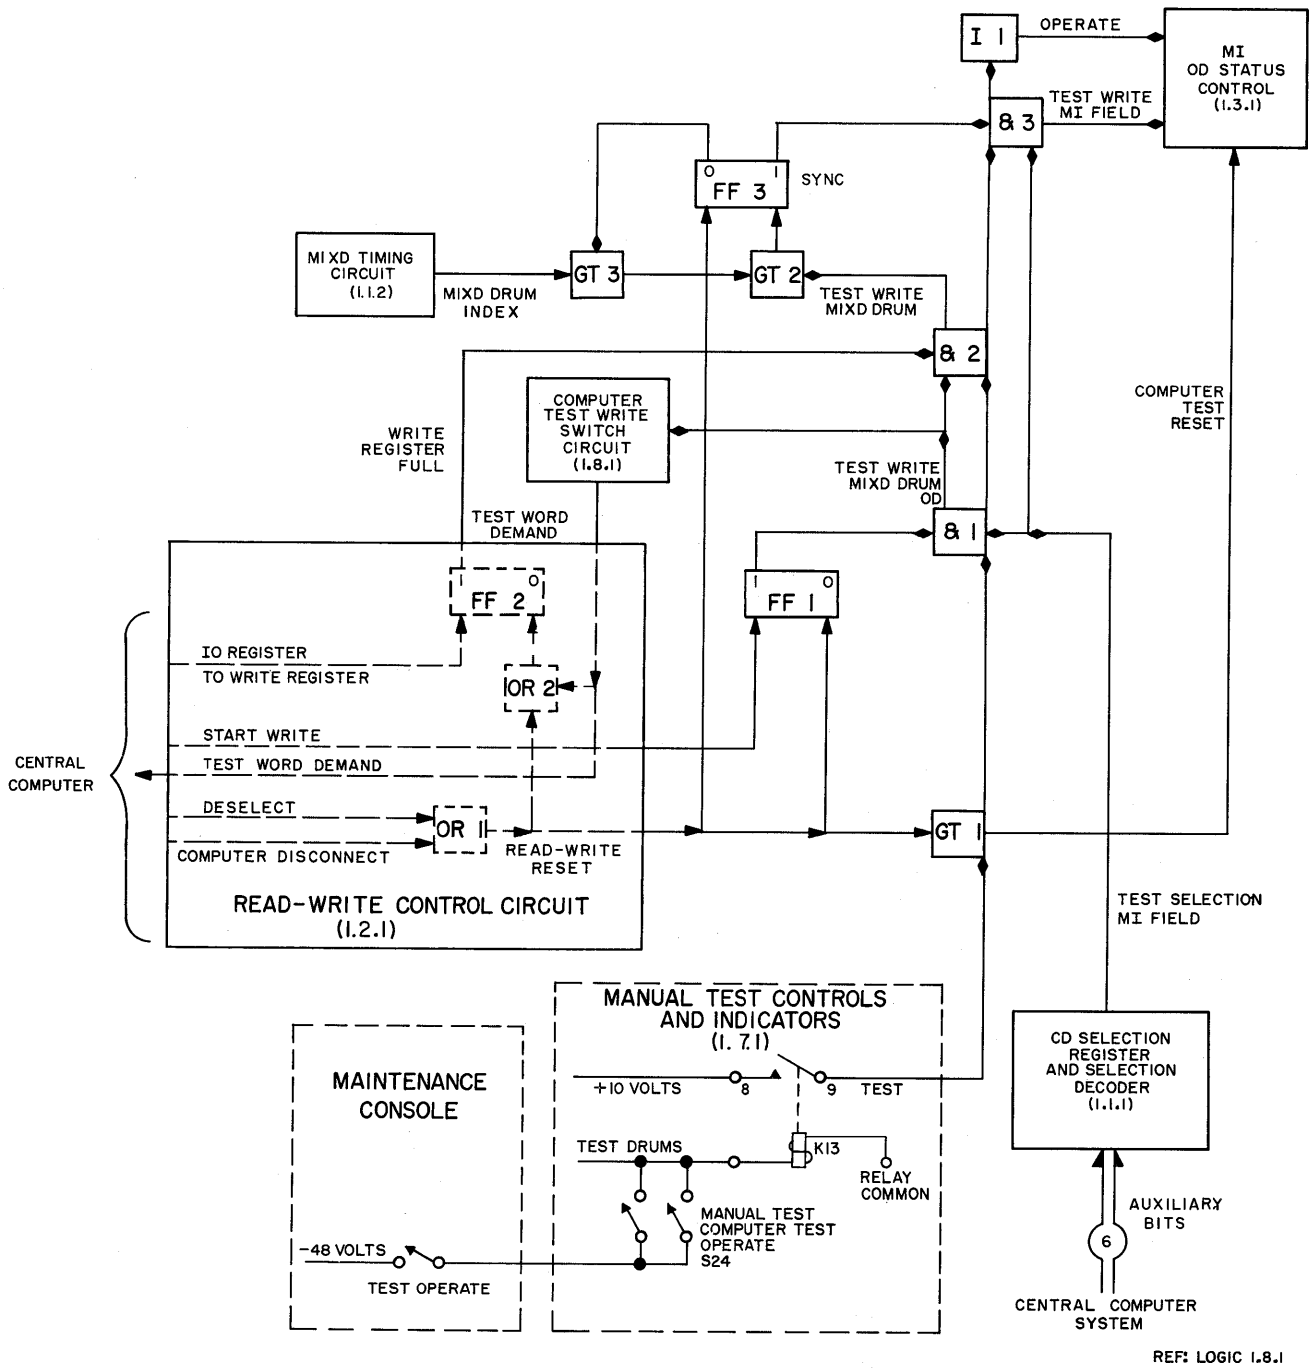 I 1
OPERATE
MI
OD STATUS
CONTROL
(1.3.1)
TEST WRITE
MI FIELD
& 3
0 1
FF 3
SYNC
MIXD TIMING
CIRCUIT
(1.1.2)
MIXD DRUM
INDEX
GT 3
GT 2
TEST WRITE
MIXD DRUM
& 2
COMPUTER
TEST WRITE
SWITCH
CIRCUIT
(1.8.1)
COMPUTER
TEST
RESET
WRITE
REGISTER
FULL
TEST WRITE
MIXD DRUM
OD
TEST WORD
DEMAND
& 1
1 0
FF 2
1 0
FF 1
IO REGISTER
TO WRITE REGISTER
OR 2
START WRITE
TEST WORD DEMAND
CENTRAL
COMPUTER
DESELECT
OR 1
COMPUTER DISCONNECT
READ-WRITE
RESET
GT 1
READ-WRITE CONTROL CIRCUIT
(1.2.1)
TEST SELECTION
MI FIELD
MANUAL TEST CONTROLS
AND INDICATORS
(1.7.1)
+10 VOLTS
8
9
TEST
CD SELECTION
REGISTER
AND SELECTION
DECODER
(1.1.1)
MAINTENANCE
CONSOLE
TEST DRUMS
K13
RELAY
COMMON
MANUAL TEST
COMPUTER TEST
OPERATE
S24
-48 VOLTS
TEST OPERATE
AUXILIARY
BITS
6
CENTRAL COMPUTER
SYSTEM
REF: LOGIC 1.8.1